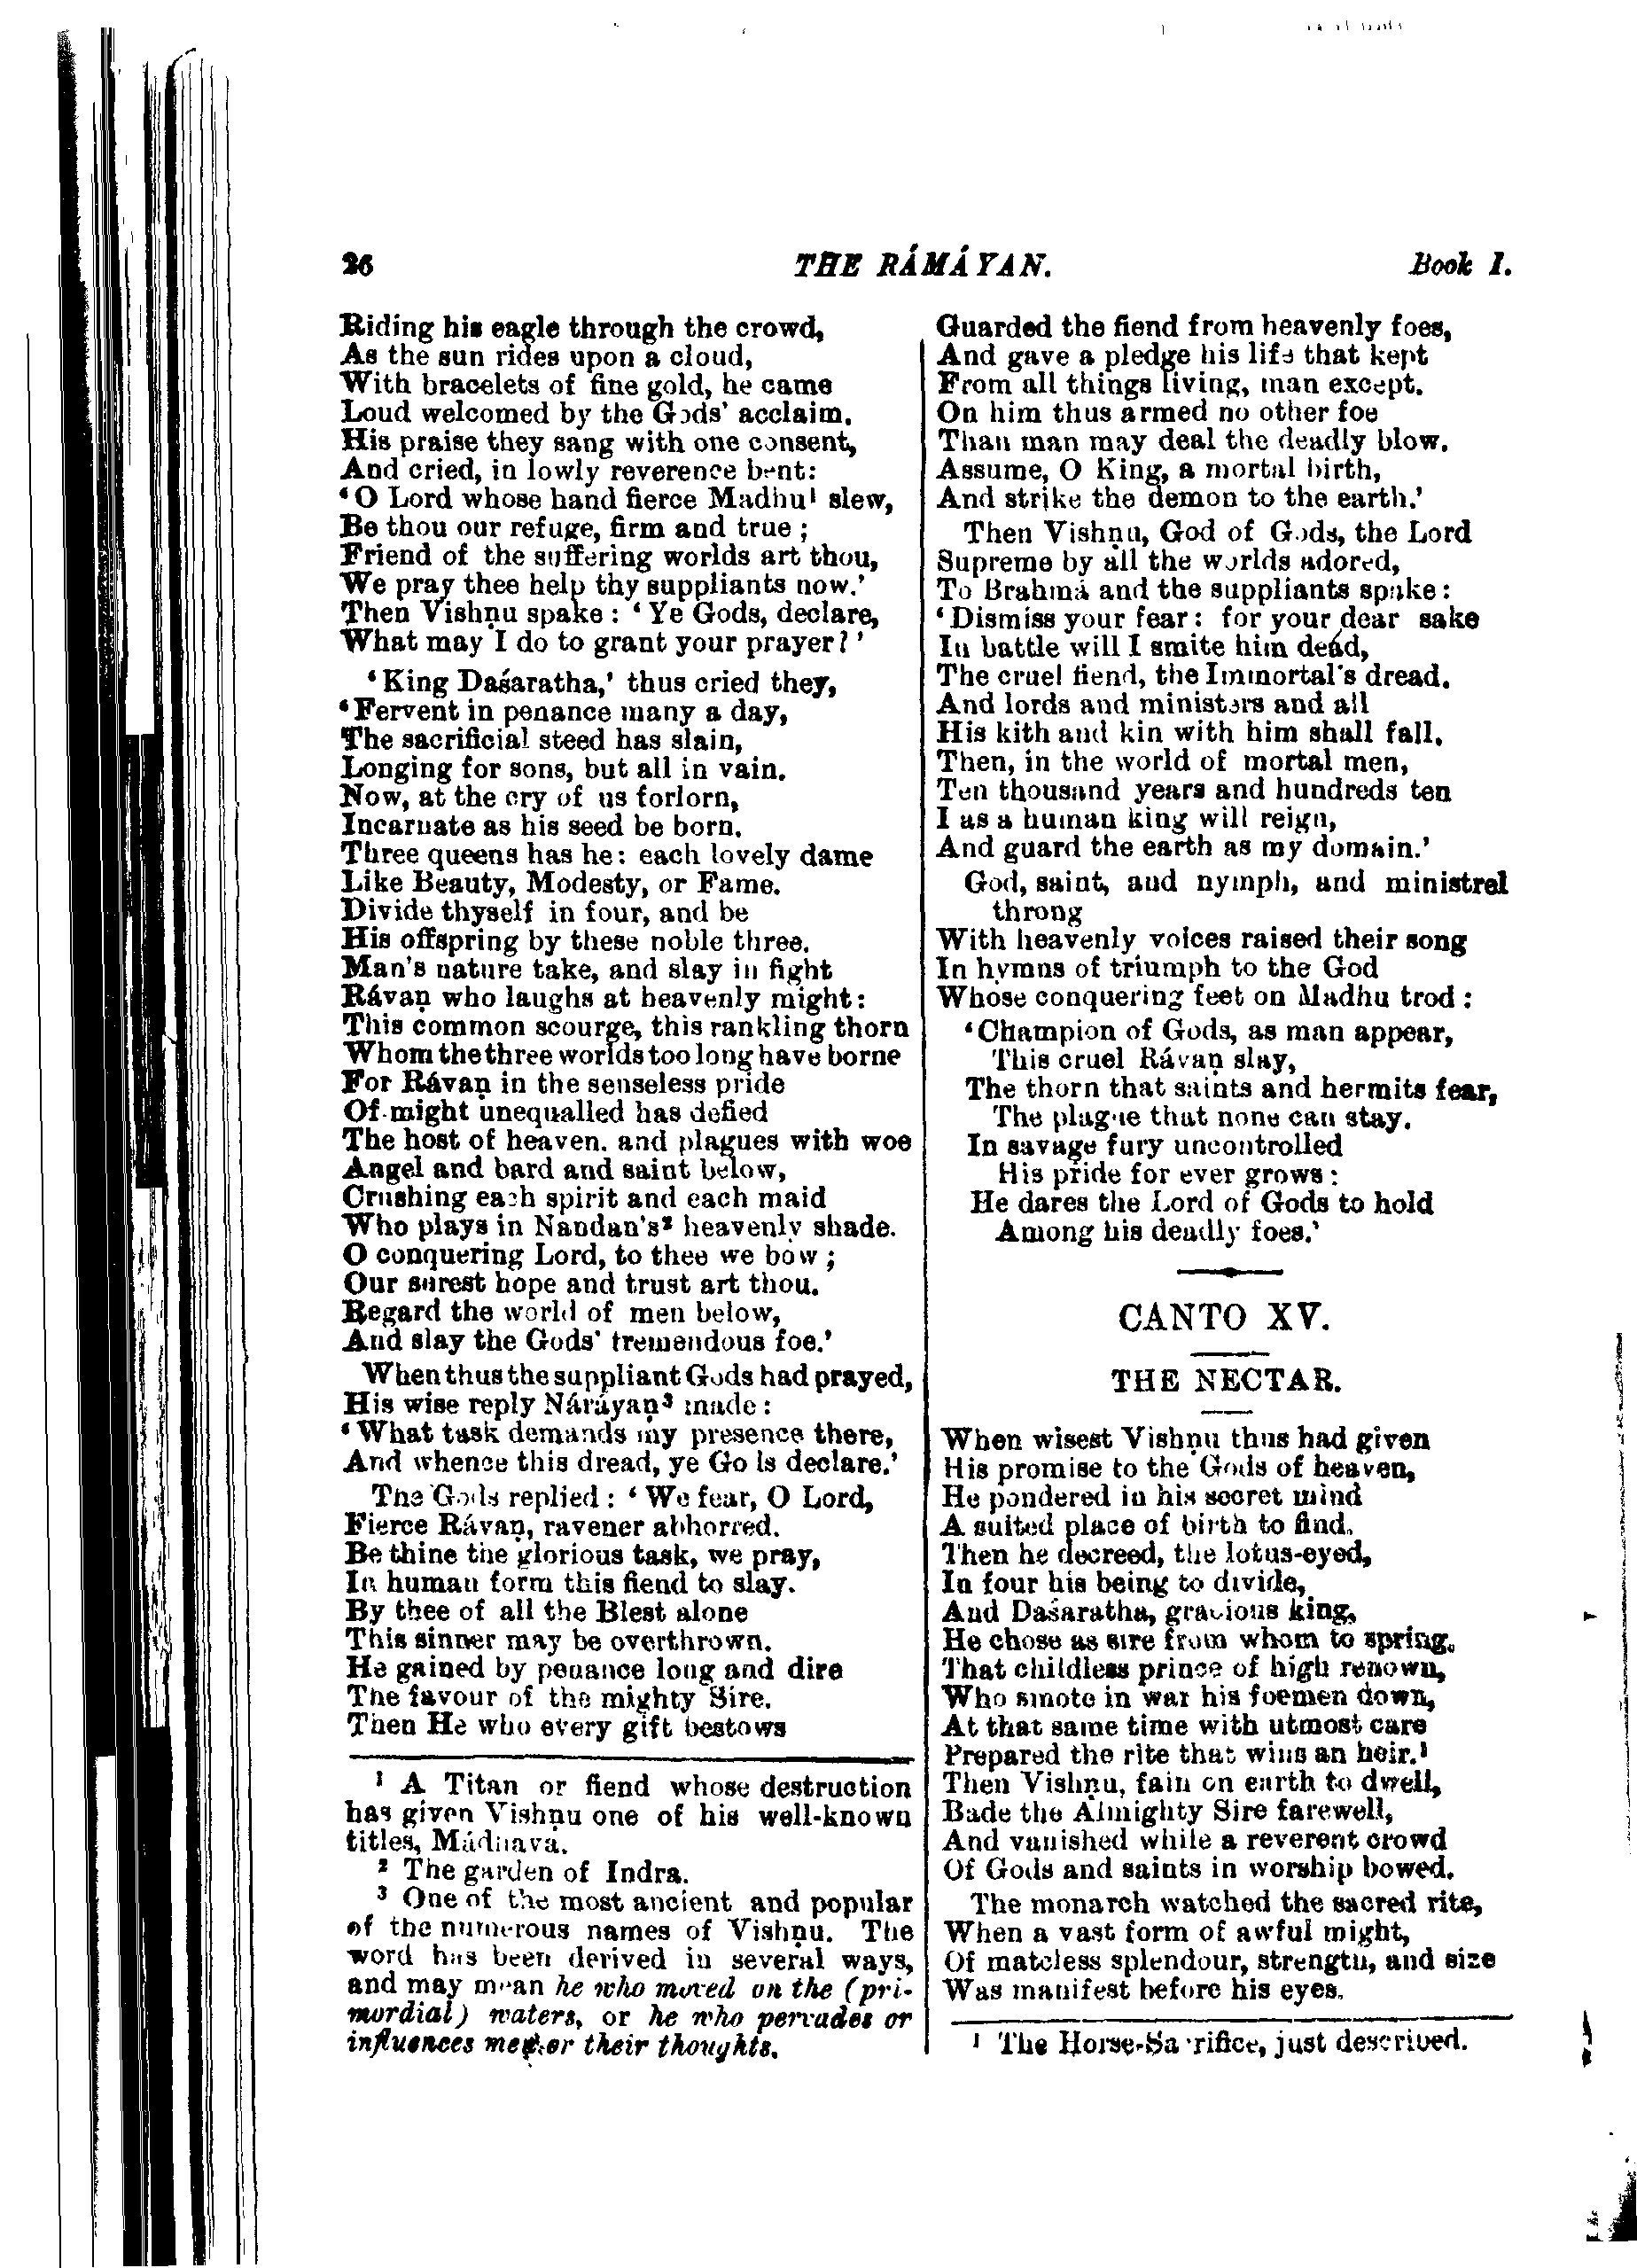 26 THE RÁMÁYAN. Book I.
Riding his eagle through the crowd,
As the sun rides upon a cloud,
With bracelets of fine gold, he came
Loud welcomed by the Gods' acclaim.
His praise they sang with one consent,
And cried, in lowly reverence bent:
‘O Lord whose hand fierce Madhu¹ slew,
Be thou our refuge, firm and true ;
Friend of the suffering worlds art thou,
We pray thee help thy suppliants now.’
Then Vishṇu spake : ‘Ye Gods, declare,
What may I do to grant your prayer?’
‘King Daśaratha,’ thus cried they,
‘Fervent in penance many a day,
The sacrificial steed has slain,
Longing for sons, but all in vain.
Now, at the cry of us forlorn,
Incarnate as his seed be born.
Three queens has he: each lovely dame
Like Beauty, Modesty, or Fame.
Divide thyself in four, and be
His offspring by these noble three.
Man's nature take, and slay in fight
Rávaṇ who laughs at heavenly might:
This common scourge, this rankling thorn
Whom the three worlds too long have borne
For Rávaṇ in the senseless pride
Of might unequalled has defied
The host of heaven. and plagues with woe
Angel and bard and saint below,
Crushing each spirit and each maid
Who plays in Nandan's² heavenly shade.
O conquering Lord, to thee we bow ;
Our surest hope and trust art thou.
Regard the world of men below,
And slay the Gods' tremendous foe.’
When thus the suppliant Gods had prayed,
His wise reply Náráyaṇ³ made :
‘What task demands my presence there,
And whence this dread, ye Gods declare.’
The Gods replied : ‘We fear, O Lord,
Fierce Rávaṇ, ravener abhorred.
Be thine the glorious task, we pray,
In human form this fiend to slay.
By thee of all the Blest alone
This sinner may be overthrown.
He gained by penance long and dire
The favour of the mighty Sire.
Then He who every gift bestows
¹ A Titan or fiend whose destruction
has given Vishṇu one of his well-known
titles, Mádhava.
² The garden of Indra.
³ One of the most ancient and popular
of the numerous names of Vishṇu. The
word has been derived in several ways,
and may mean he who moved on the (pri-
mordial) waters, or he who pervades or
influences men or their thoughts.
Guarded the fiend from heavenly foes,
And gave a pledge his life that kept
From all things living, man except.
On him thus armed no other foe
Than man may deal the deadly blow.
Assume, O King, a mortal birth,
And strike the demon to the earth.’
Then Vishṇu, God of Gods, the Lord
Supreme by all the worlds adored,
To Brahmá and the suppliants spake :
‘Dismiss your fear : for your dear sake
In battle will I smite him dead,
The cruel fiend, the Immortal's dread.
And lords and ministers and all
His kith and kin with him shall fall.
Then, in the world of mortal men,
Ten thousand years and hundreds ten
I as a human king will reign,
And guard the earth as my domain.’
God, saint, and nymph, and ministrel
throng
With heavenly voices raised their song
In hymns of triumph to the God
Whose conquering feet on Madhu trod :
‘Champion of Gods, as man appear,
This cruel Rávaṇ slay,
The thorn that saints and hermits fear,
The plague that none can stay.
In savage fury uncontrolled
His pride for ever grows :
He dares the Lord of Gods to hold
Among his deadly foes.’
CANTO XV.
THE NECTAR.
When wisest Vishṇu thus had given
His promise to the Gods of heaven,
He pondered in his secret mind
A suited place of birth to find.
Then he decreed, the lotus-eyed,
In four his being to divide,
And Daśaratha, gracious king,
He chose as sire from whom to spring.
That childless prince of high renown,
Who smote in war his foemen down,
At that same time with utmost care
Prepared the rite that wins an heir.¹
Then Vishṇu, fain on earth to dwell,
Bade the Almighty Sire farewell,
And vanished while a reverent crowd
Of Gods and saints in worship bowed.
The monarch watched the sacred rite,
When a vast form of awful might,
Of matcless splendour, strength, and size
Was manifest before his eyes.
¹ The Horse-Sacrifice, just described.